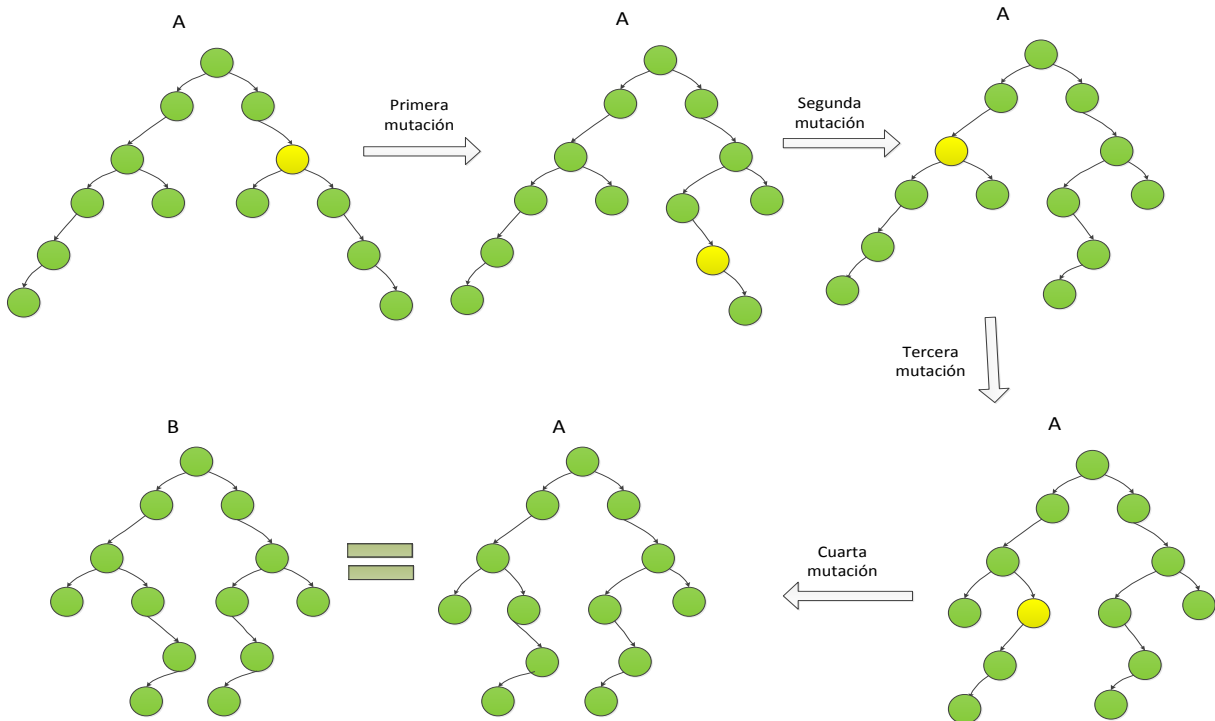 A
A
A
Primera
mutación
Segunda
mutación
Tercera
mutación
B
A
A
Cuarta
mutación